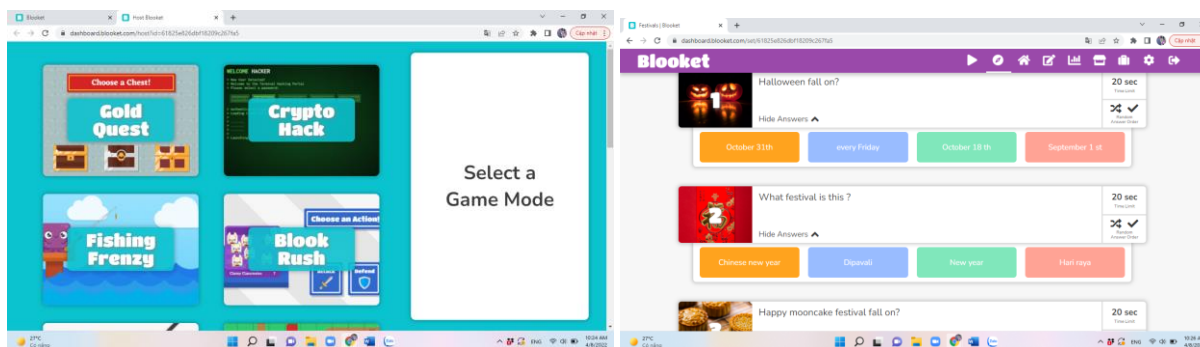 Blooket
Host Blooket
dashboard.blooket.com/host?id=61825e826dbf18209c267fa5
Cập nhật
Choose a Chest!
Gold
Quest
WELCOME HACKER
Crypto
Hack
Fishing
Frenzy
Choose an Action!
Blook
Rush
Defend
Select a
Game Mode
27°C
Có nắng
ENG
10:24 AM
4/8/2022
Festivals | Blooket
dashboard.blooket.com/set/61825e826dbf18209c267fa5
Cập nhật
Blooket
1
Halloween fall on?
20 sec
Time Limit
Hide Answers
Random
Answer Order
October 31th
every Friday
October 18 th
September 1 st
2
What festival is this ?
20 sec
Time Limit
Hide Answers
Random
Answer Order
Chinese new year
Dipavali
New year
Hari raya
Happy mooncake festival fall on?
20 sec
Time Limit
27°C
Có nắng
ENG